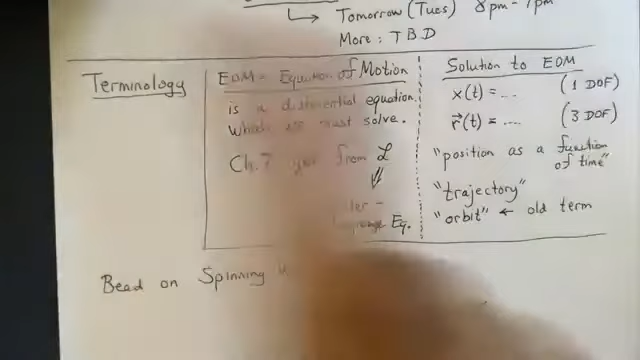 Tomorrow (Tues) 8pm - 9pm
More: TBD
Terminology
EOM = Equation of Motion
is a differential equation
which must solve.
Ch. 7 from ℒ
Eq.
Solution to EOM
x(t) = ... (1 DOF)
r⃗(t) = .... (3 DOF)
"position as a function of time"
"trajectory"
"orbit" ← old term
Bead on Spinning